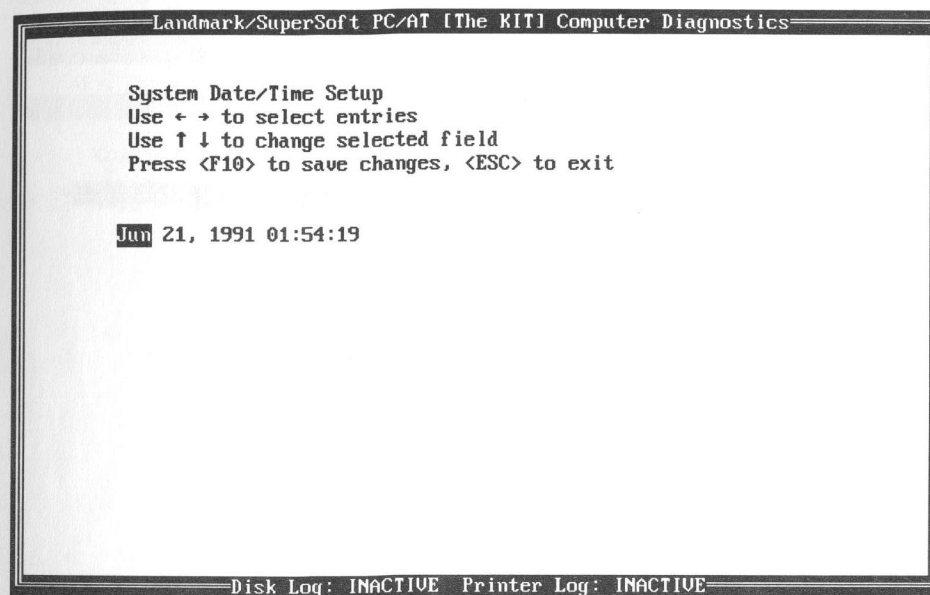 Landmark/SuperSoft PC/AT [The KIT] Computer Diagnostics
System Date/Time Setup
Use ← → to select entries
Use ↑ ↓ to change selected field
Press <F10> to save changes, <ESC> to exit
Jun 21, 1991 01:54:19
Disk Log: INACTIVE Printer Log: INACTIVE